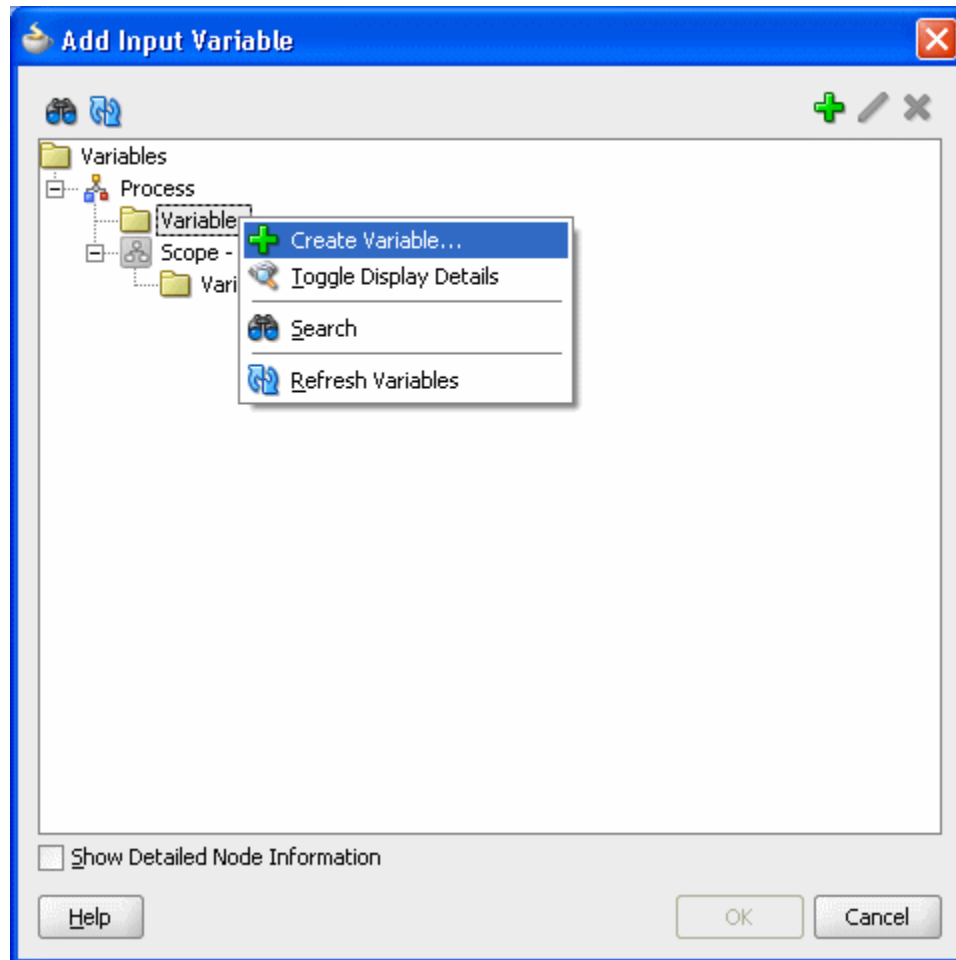 Add Input Variable
Variables
Process
Variable
Create Variable...
Scope -
Toggle Display Details
Vari
Search
Refresh Variables
Show Detailed Node Information
Help
OK
Cancel